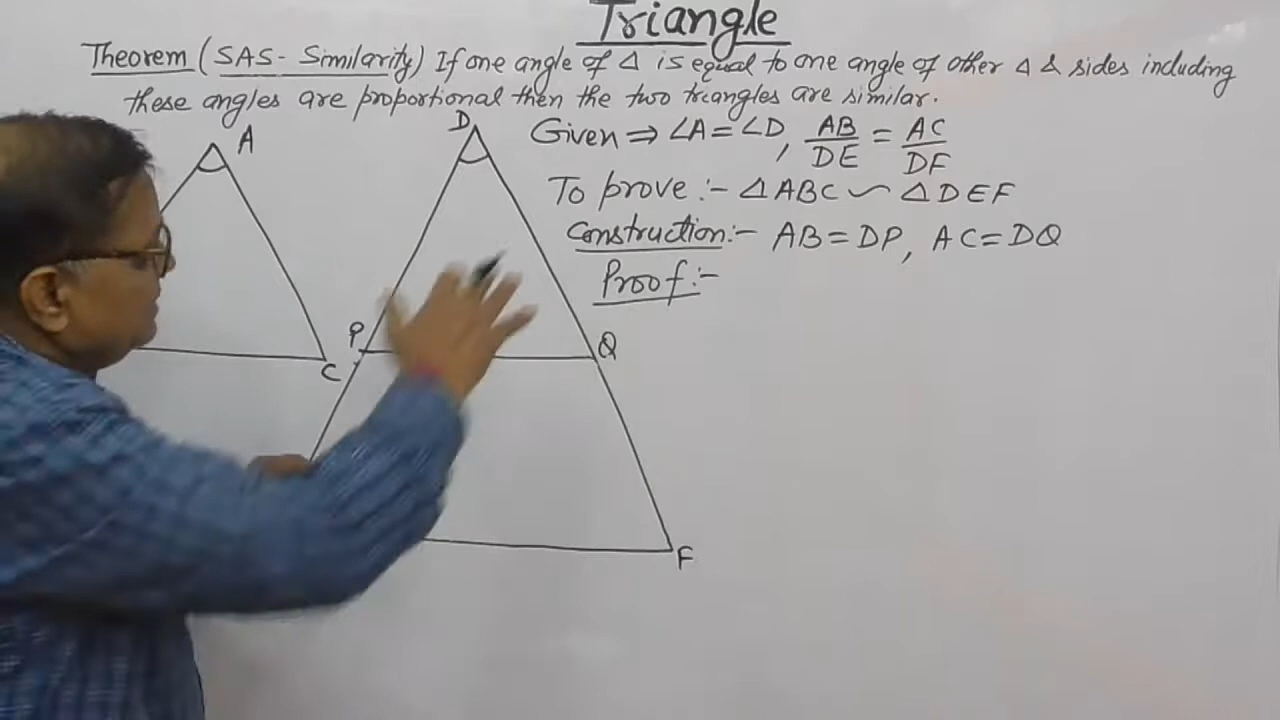 Triangle
Theorem (SAS - Similarity) If one angle of Δ is equal to one angle of other Δ & sides including
these angles are proportional then the two triangles are similar.
A
D
Given ⇒ ∠A = ∠D, AB/DE = AC/DF
To prove :- ΔABC ∽ ΔDEF
Construction :- AB = DP, AC = DQ
Proof :-
P
Q
C
F